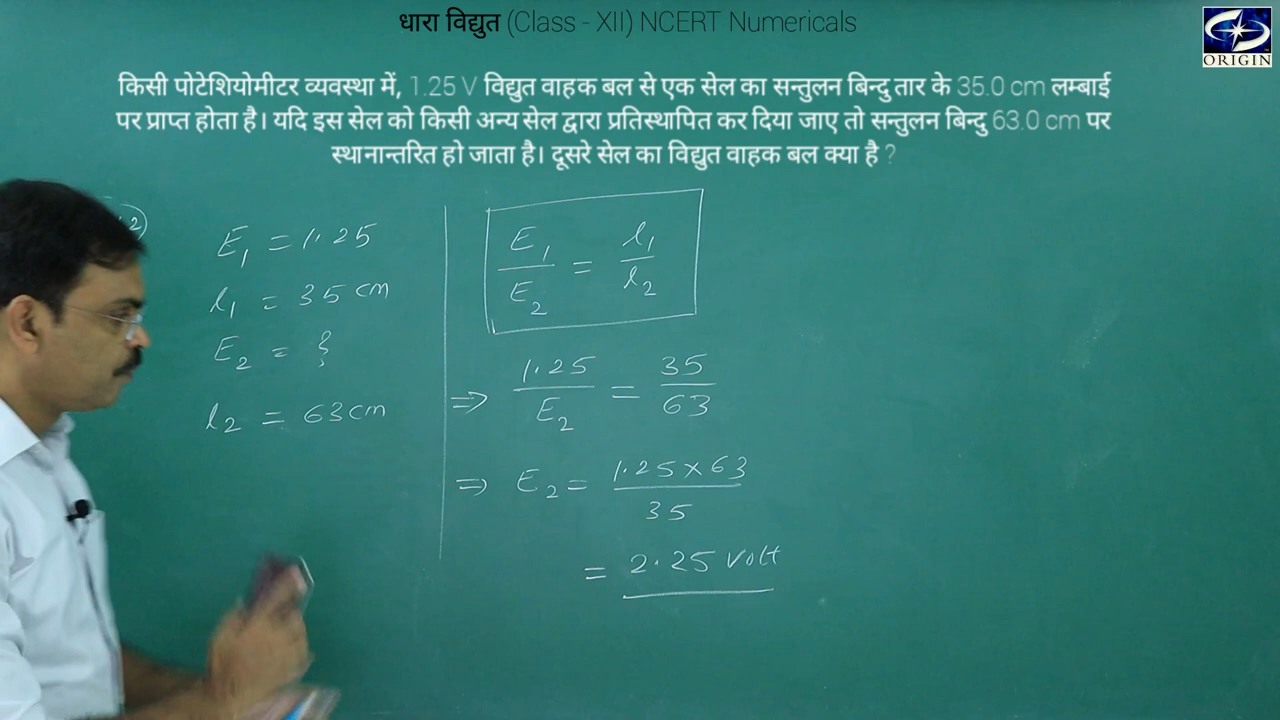 धारा विद्युत (Class - XII) NCERT Numericals
ORIGIN
किसी पोटेशियोमीटर व्यवस्था में, 1.25 V विद्युत वाहक बल से एक सेल का सन्तुलन बिन्दु तार के 35.0 cm लम्बाई
पर प्राप्त होता है। यदि इस सेल को किसी अन्य सेल द्वारा प्रतिस्थापित कर दिया जाए तो सन्तुलन बिन्दु 63.0 cm पर
स्थानान्तरित हो जाता है। दूसरे सेल का विद्युत वाहक बल क्या है ?
E₁ = 1.25
l₁ = 35 cm
E₂ = ?
l₂ = 63 cm
E₁/E₂ = l₁/l₂
⇒ 1.25/E₂ = 35/63
⇒ E₂ = 1.25×63/35
= 2.25 volt